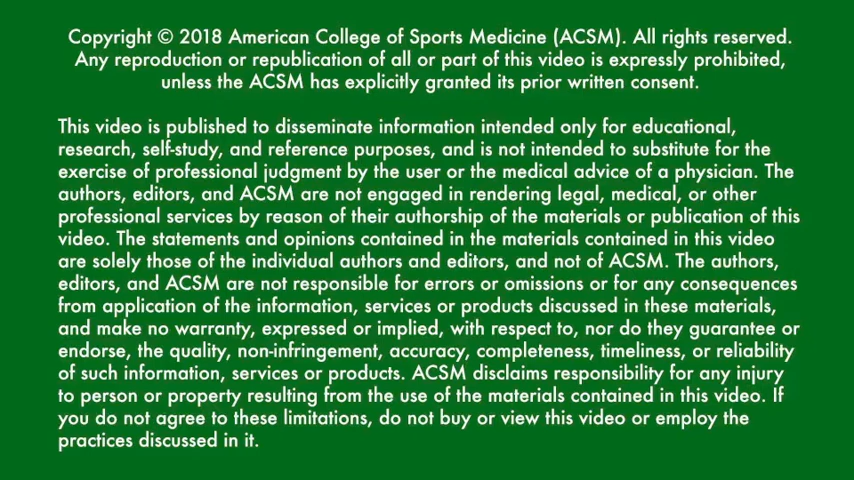 Copyright © 2018 American College of Sports Medicine (ACSM). All rights reserved.
Any reproduction or republication of all or part of this video is expressly prohibited,
unless the ACSM has explicitly granted its prior written consent.
This video is published to disseminate information intended only for educational,
research, self-study, and reference purposes, and is not intended to substitute for the
exercise of professional judgment by the user or the medical advice of a physician. The
authors, editors, and ACSM are not engaged in rendering legal, medical, or other
professional services by reason of their authorship of the materials or publication of this
video. The statements and opinions contained in the materials contained in this video
are solely those of the individual authors and editors, and not of ACSM. The authors,
editors, and ACSM are not responsible for errors or omissions or for any consequences
from application of the information, services or products discussed in these materials,
and make no warranty, expressed or implied, with respect to, nor do they guarantee or
endorse, the quality, non-infringement, accuracy, completeness, timeliness, or reliability
of such information, services or products. ACSM disclaims responsibility for any injury
to person or property resulting from the use of the materials contained in this video. If
you do not agree to these limitations, do not buy or view this video or employ the
practices discussed in it.